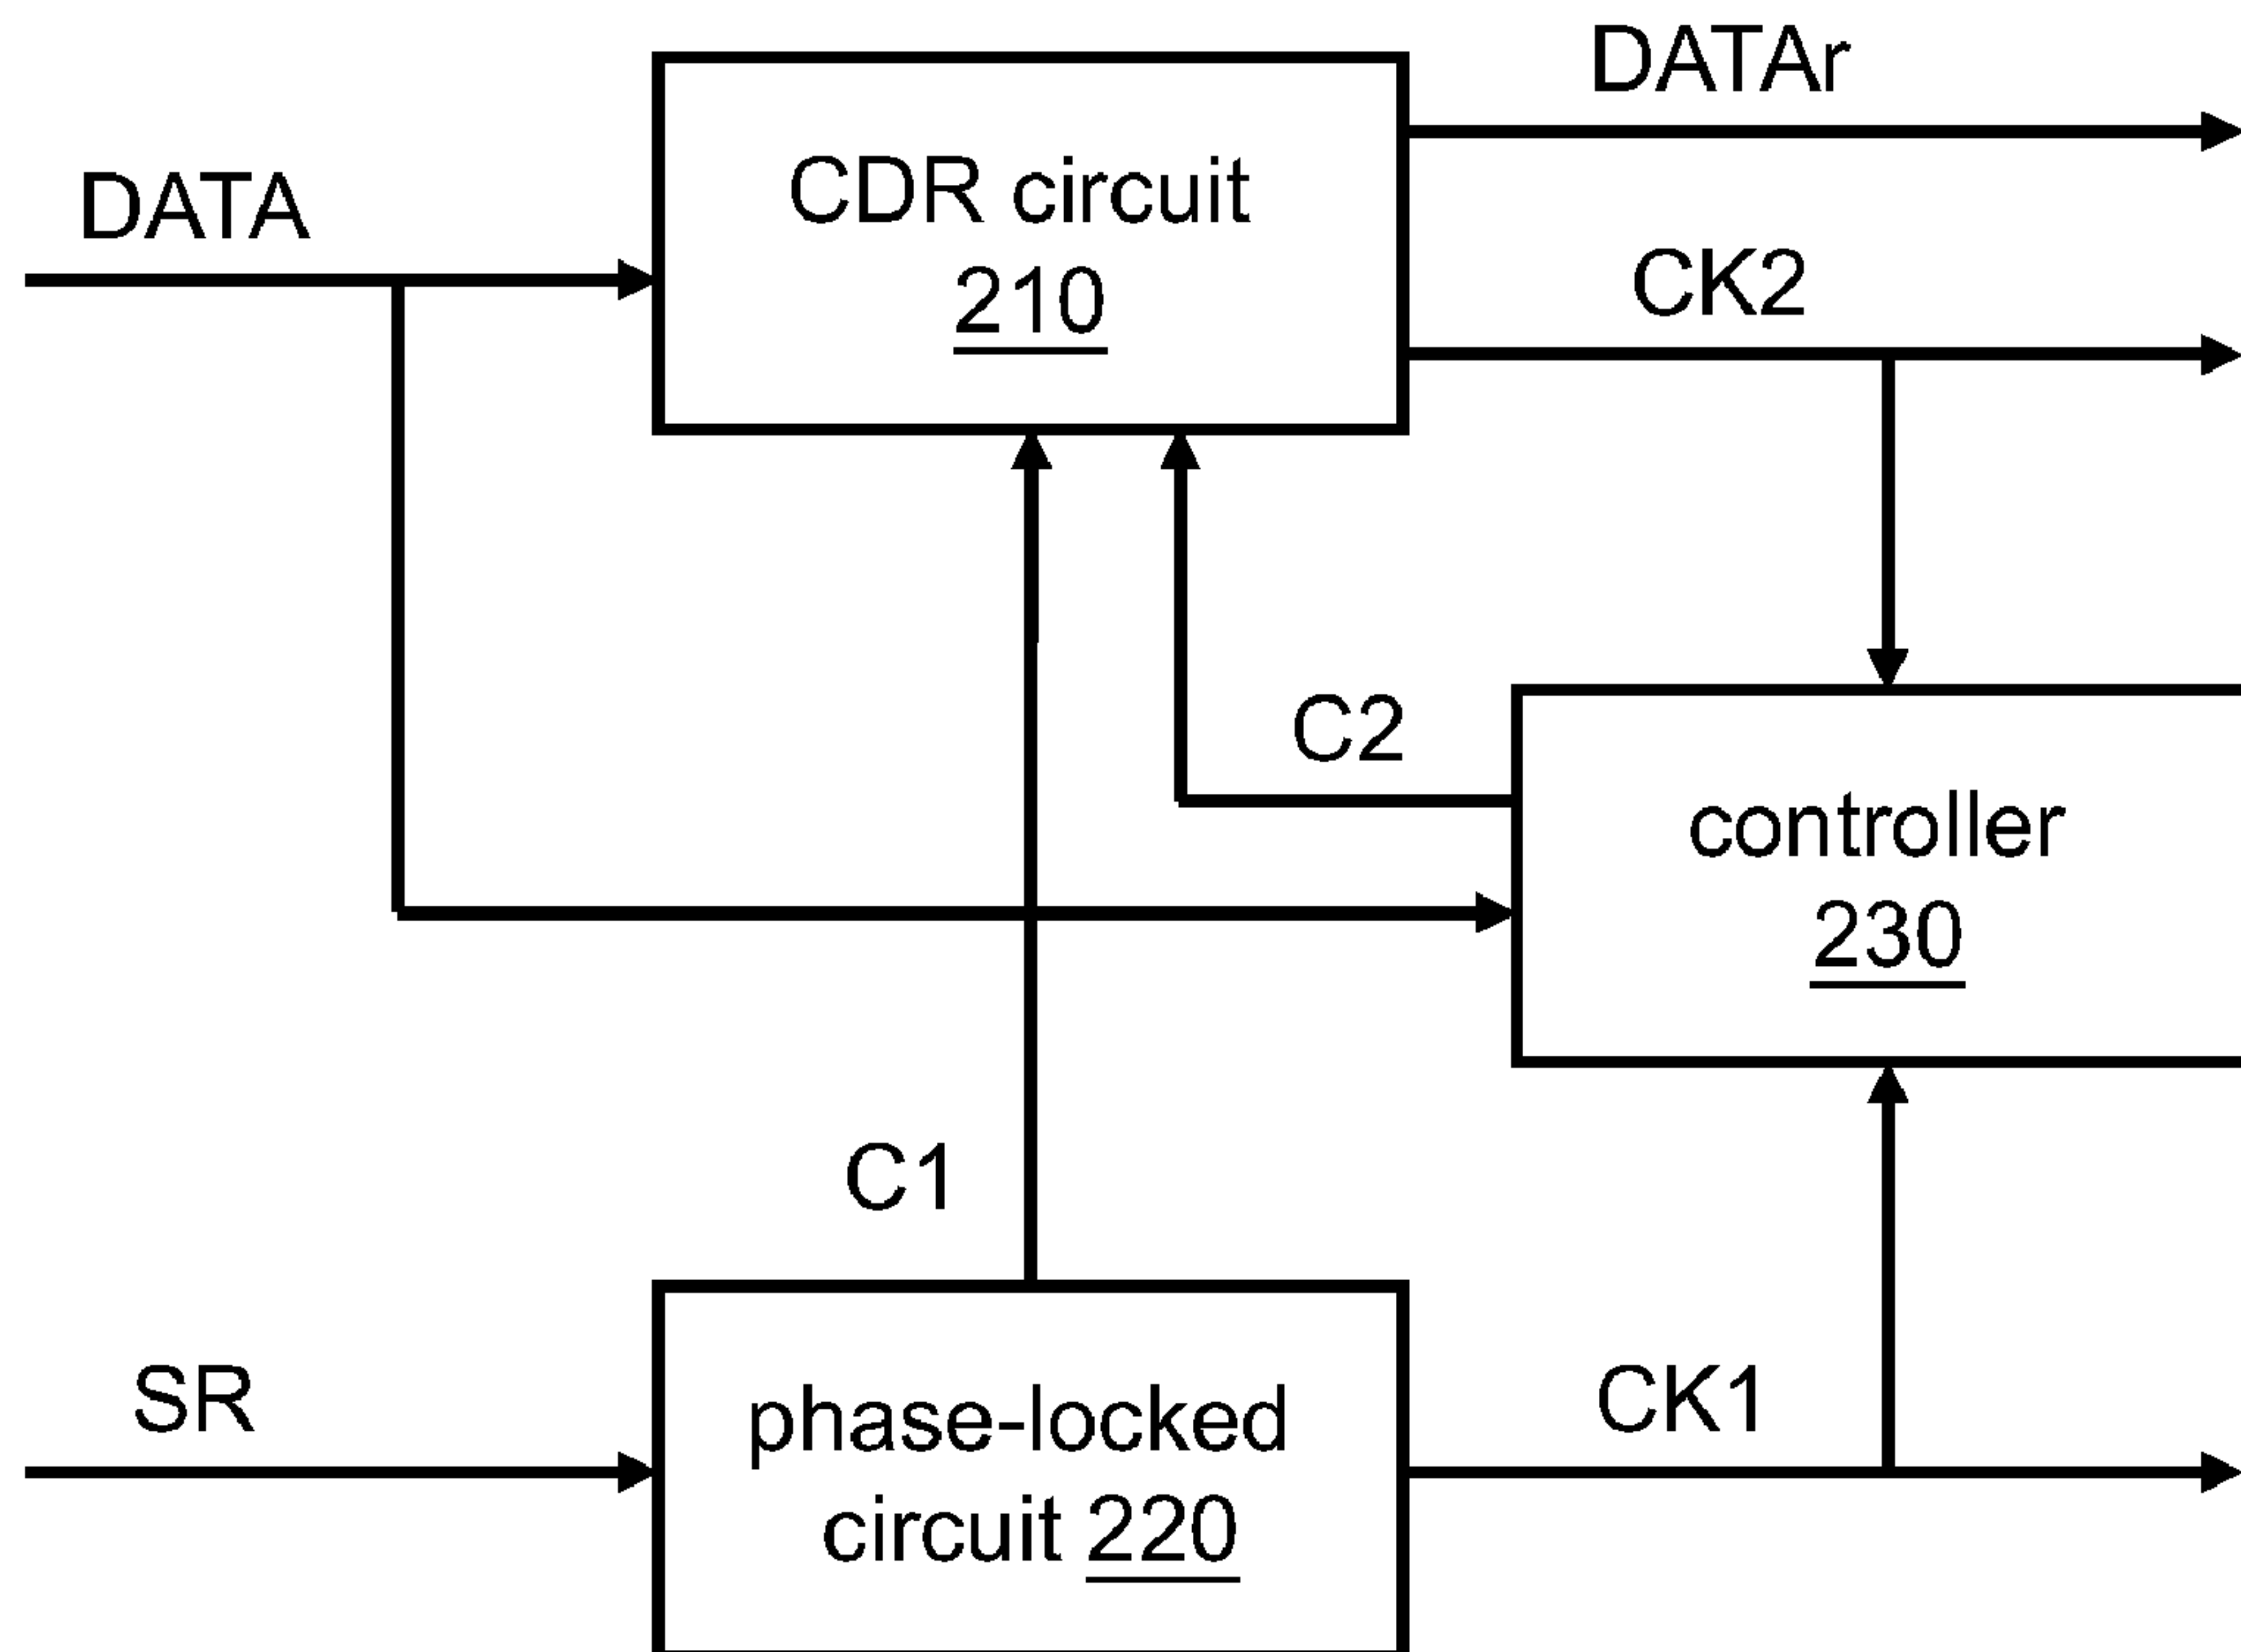 DATAr
DATA
CDR circuit
210
CK2
C2
controller
230
C1
SR
phase-locked
circuit 220
CK1